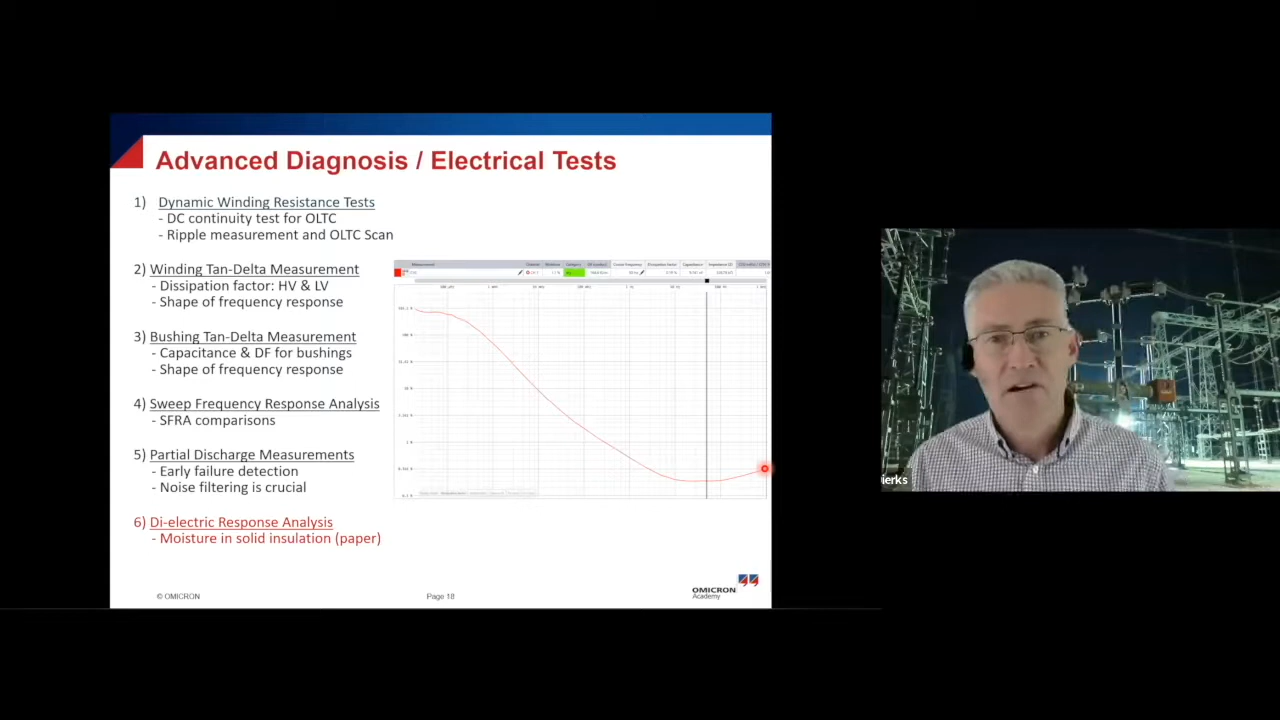 Advanced Diagnosis / Electrical Tests
1) Dynamic Winding Resistance Tests
- DC continuity test for OLTC
- Ripple measurement and OLTC Scan
2) Winding Tan-Delta Measurement
- Dissipation factor: HV & LV
- Shape of frequency response
3) Bushing Tan-Delta Measurement
- Capacitance & DF for bushings
- Shape of frequency response
4) Sweep Frequency Response Analysis
- SFRA comparisons
5) Partial Discharge Measurements
- Early failure detection
- Noise filtering is crucial
6) Di-electric Response Analysis
- Moisture in solid insulation (paper)
Measurement
© OMICRON
Page 18
OMICRON
Academy